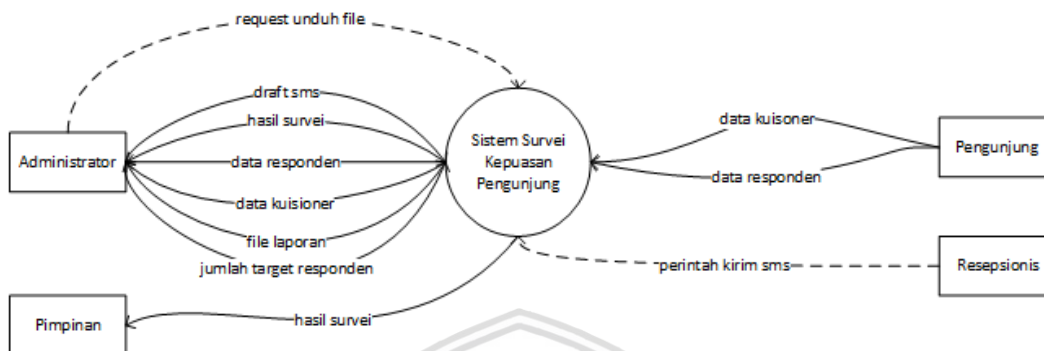 request unduh file
draft sms
hasil survei
Administrator
data responden
data kuisioner
file laporan
jumlah target responden
Sistem Survei
Kepuasan
Pengunjung
data kuisoner
Pengunjung
data responden
perintah kirim sms
Resepsionis
Pimpinan
hasil survei